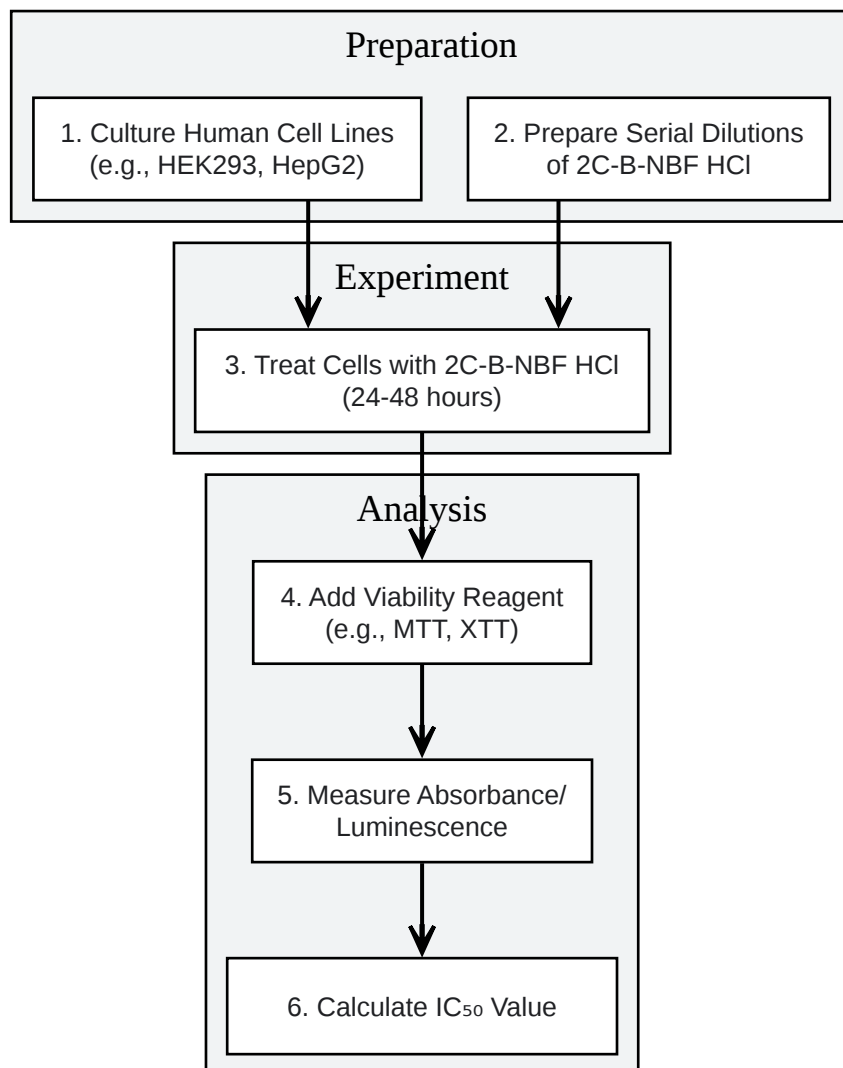 Preparation
1. Culture Human Cell Lines
(e.g., HEK293, HepG2)
2. Prepare Serial Dilutions
of 2C-B-NBF HCl
Experiment
3. Treat Cells with 2C-B-NBF HCl
(24-48 hours)
Analysis
4. Add Viability Reagent
(e.g., MTT, XTT)
5. Measure Absorbance/
Luminescence
6. Calculate IC₅₀ Value